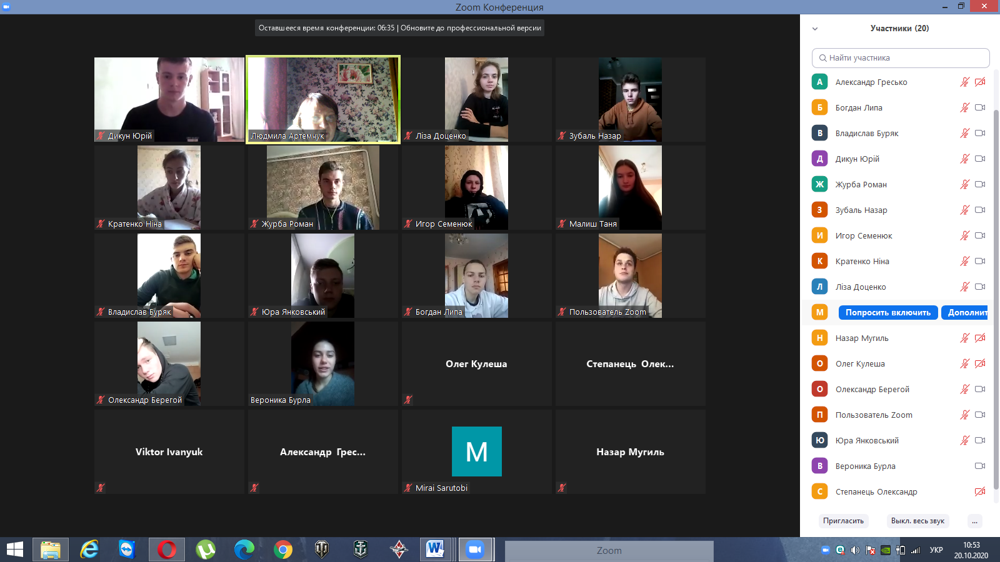 Zoom Конференция
Оставшееся время конференции: 06:35 | Обновите до профессиональной версии
Дикун Юрій
Людмила Артемчук
Ліза Доценко
Зубаль Назар
Кратенко Ніна
Журба Роман
Игор Семенюк
Малиш Таня
Владислав Буряк
Юра Янковський
Богдан Липа
Пользователь Zoom
Олександр Берегой
Вероника Бурла
Олег Кулеша
Степанець Олек...
Viktor Ivanyuk
Александр Грес...
M
Mirai Sarutobi
Назар Мугиль
Участники (20)
Найти участника
А Александр Гресько
Б Богдан Липа
В Владислав Буряк
Д Дикун Юрій
Ж Журба Роман
З Зубаль Назар
И Игор Семенюк
К Кратенко Ніна
Л Ліза Доценко
M Попросить включить Дополнит
Н Назар Мугиль
О Олег Кулеша
О Олександр Берегой
П Пользователь Zoom
Ю Юра Янковський
В Вероника Бурла
С Степанець Олександр
Пригласить Выкл. весь звук ...
Zoom
УКР
10:53
20.10.2020